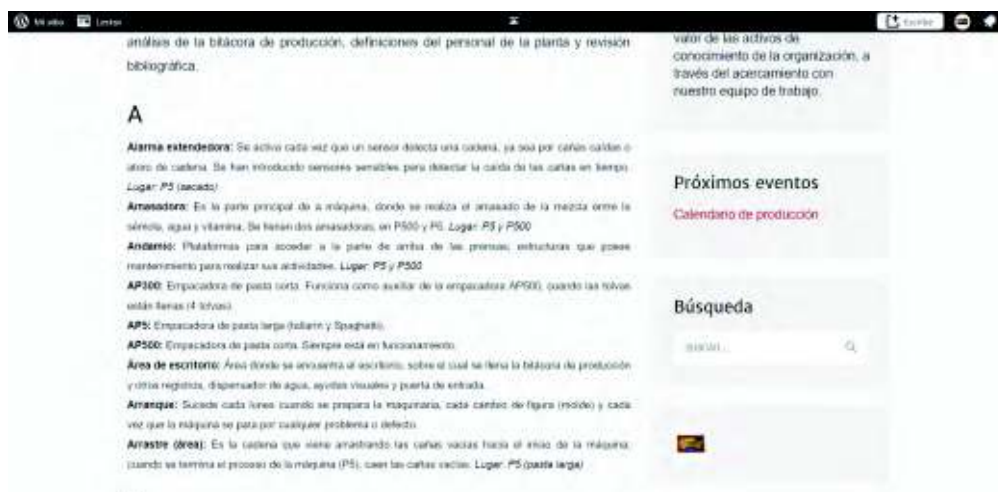 Mi sitio Lector Escribir
análisis de la bitácora de producción, definiciones del personal de la planta y revisión
bibliográfica.
A
Alarma extendedora: Se activa cada vez que un sensor detecta una cadena, ya sea por cañas caídas o
atoro de cadena. Se han introducido sensores sensibles para detectar la caída de las cañas en tiempo.
Lugar: P5 (secado)
Amasadora: Es la parte principal de a máquina, donde se realiza el amasado de la mezcla entre la
sémola, agua y vitamina. Se tienen dos amasadoras, en P500 y P5. Lugar: P5 y P500
Andamio: Plataformas para acceder a la parte de arriba de las prensas, estructuras que posee
mantenimiento para realizar sus actividades. Lugar: P5 y P500
AP300: Empacadora de pasta corta. Funciona como auxiliar de la empacadora AP500, cuando las tolvas
están llenas (4 tolvas).
AP5: Empacadora de pasta larga (tallarín y Spaghetti).
AP500: Empacadora de pasta corta. Siempre está en funcionamiento.
Área de escritorio: Área donde se encuentra el escritorio, sobre el cual se llena la bitácora de producción
y otros registros, dispensador de agua, ayudas visuales y puerta de entrada.
Arranque: Sucede cada lunes cuando se prepara la maquinaria, cada cambio de figura (molde) y cada
vez que la máquina se para por cualquier problema o defecto.
Arrastre (área): Es la cadena que viene arrastrando las cañas vacías hacia el inicio de la máquina,
cuando se termina el proceso de la máquina (P5), caen las cañas vacías. Lugar: P5 (pasta larga)
valor de las activos de
conocimiento de la organización, a
través del acercamiento con
nuestro equipo de trabajo.
Próximos eventos
Calendario de producción
Búsqueda
Buscar...